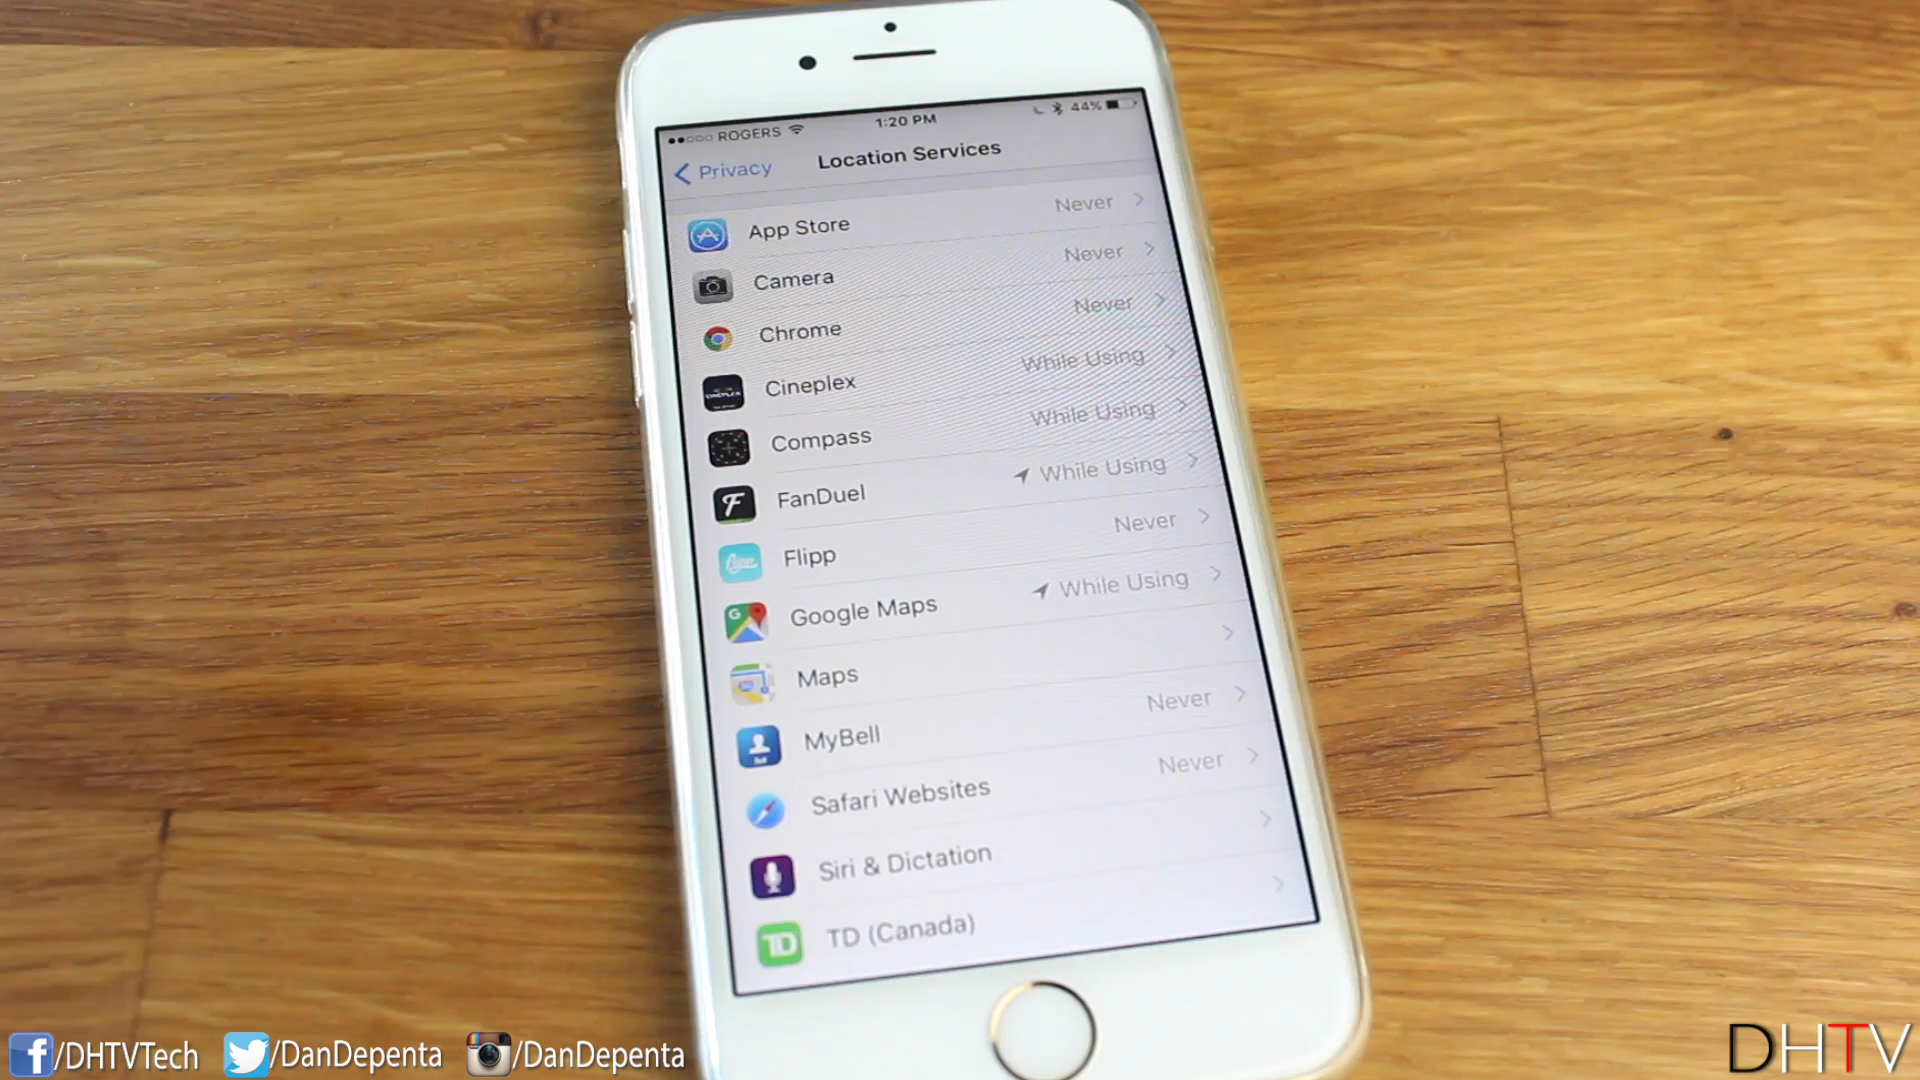 ROGERS 1:20 PM 44%
Privacy Location Services
App Store Never
Camera Never
Chrome Never
Cineplex While Using
Compass While Using
FanDuel While Using
Flipp Never
Google Maps While Using
Maps
MyBell Never
Safari Websites Never
Siri & Dictation
TD (Canada)
TD
/DHTVTech /DanDepenta /DanDepenta
DHTV